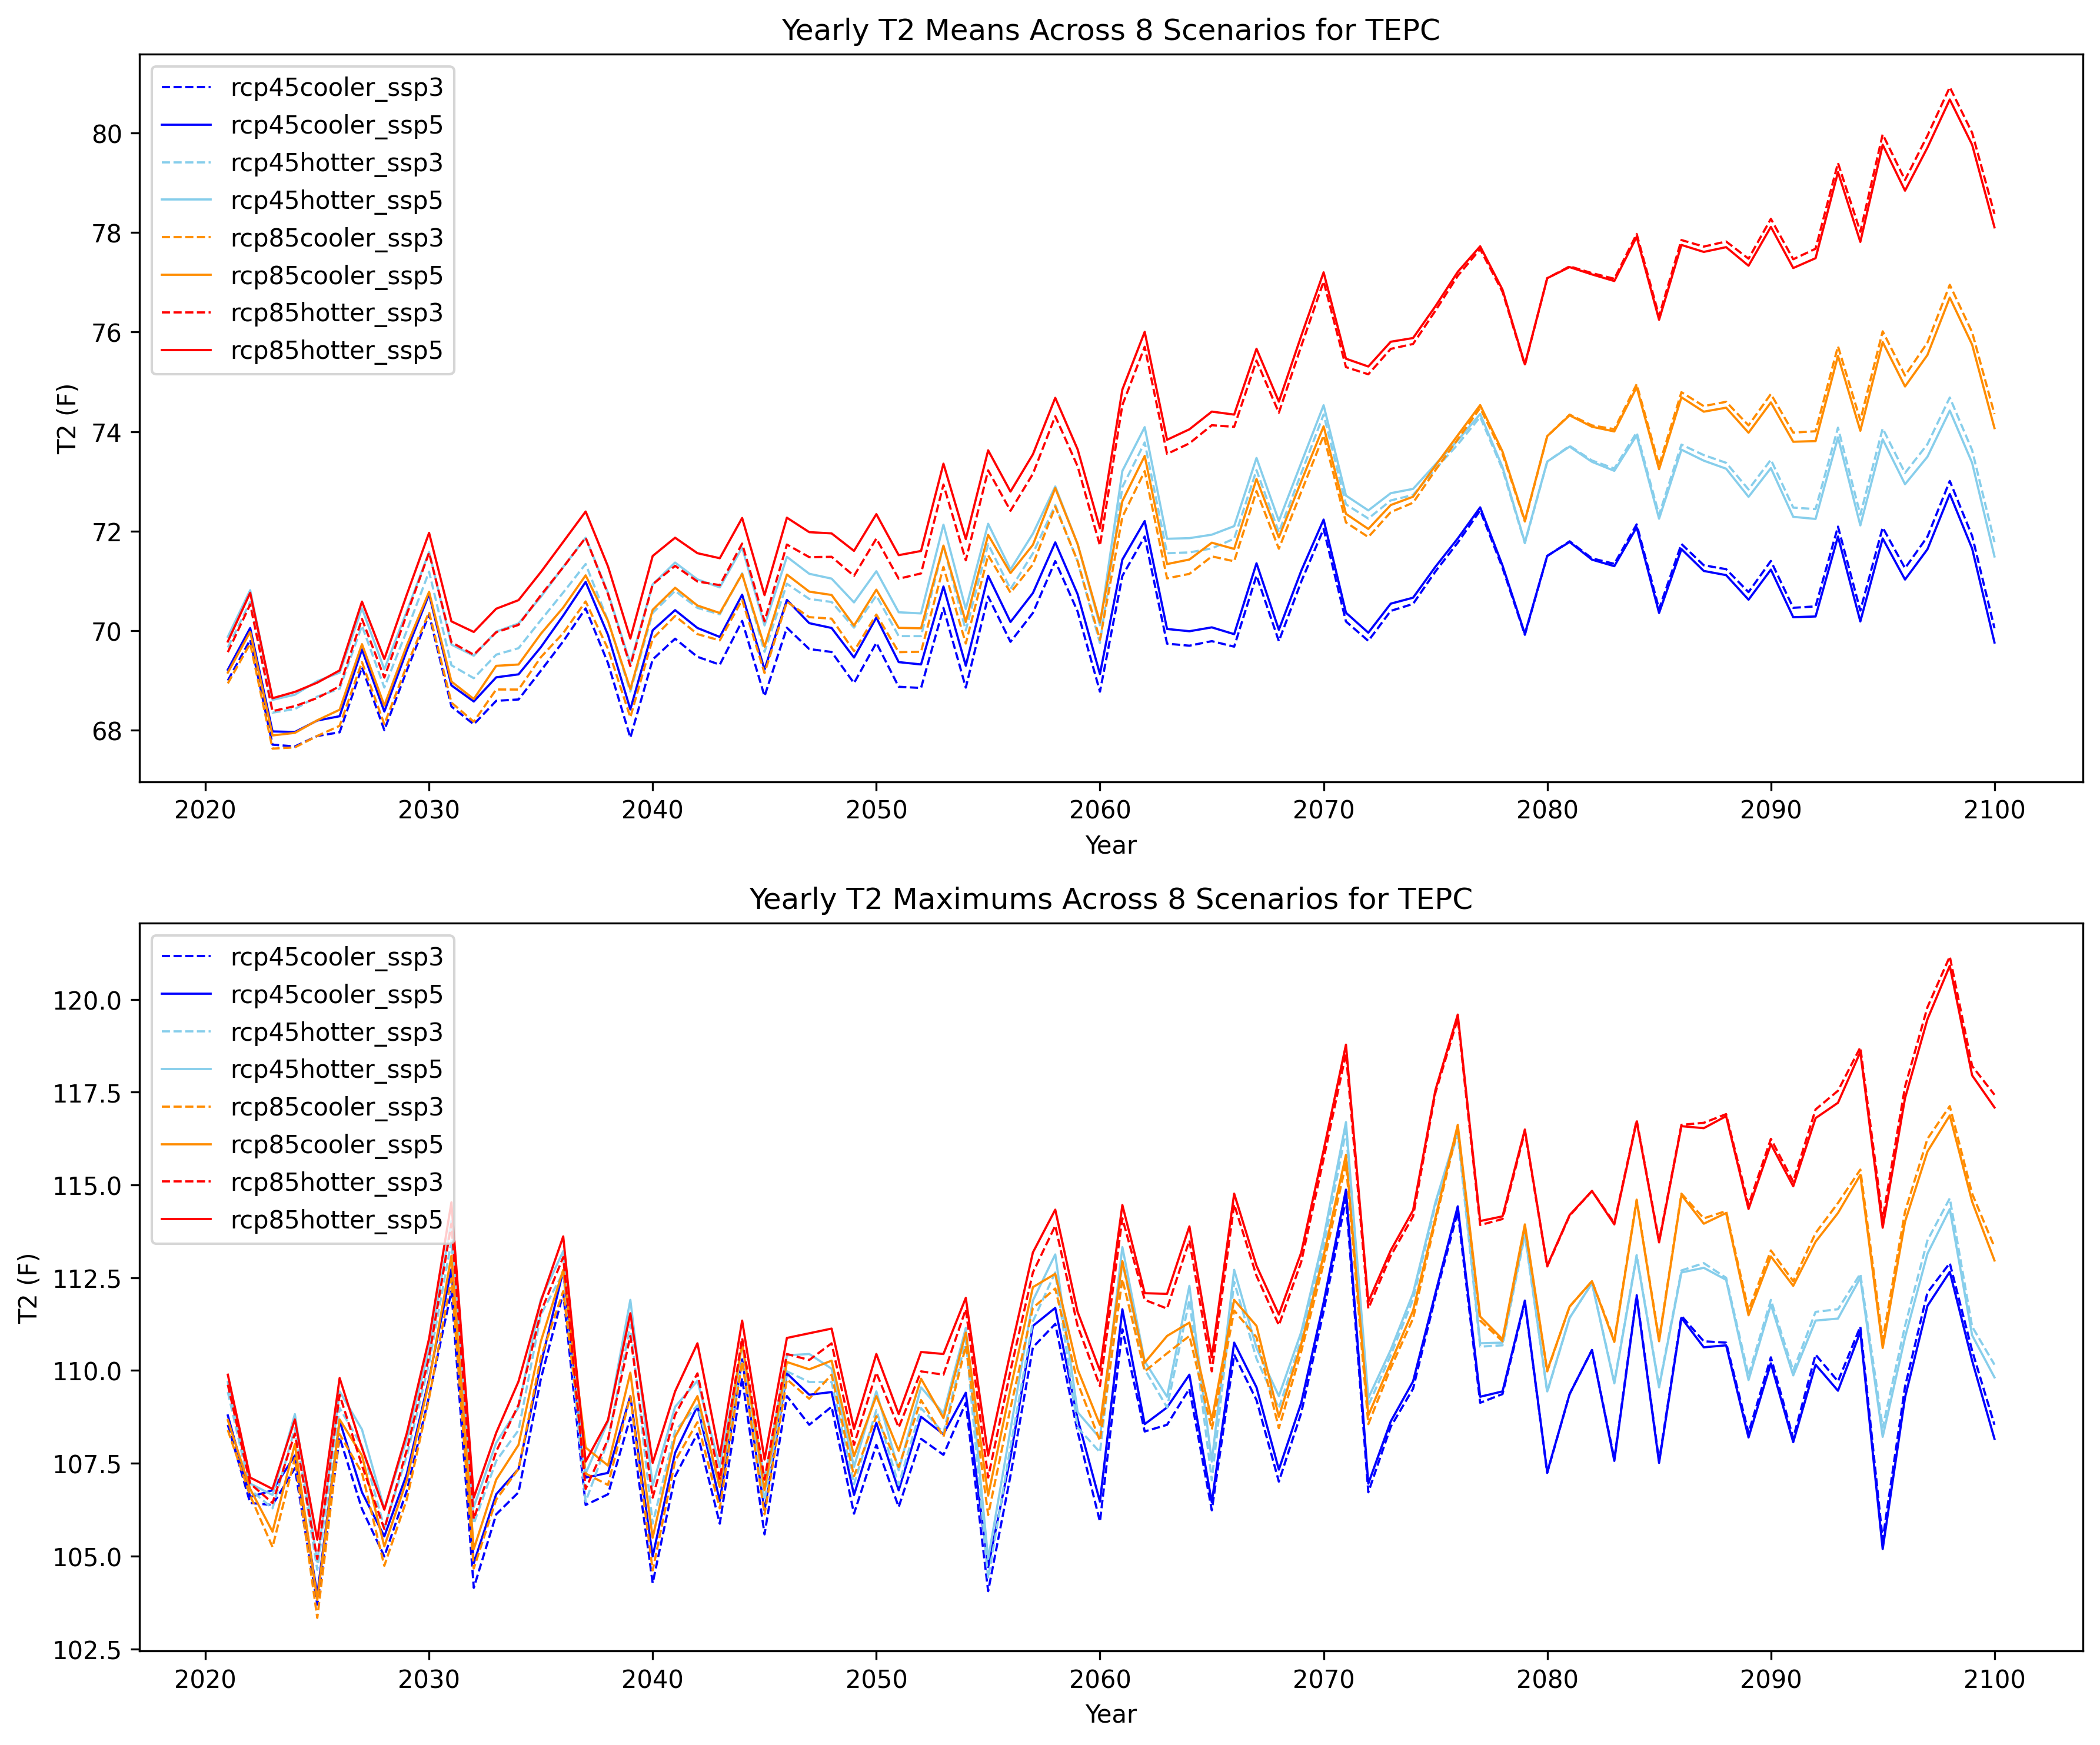 Yearly T2 Means Across 8 Scenarios for TEPC
rcp45cooler_ssp3
rcp45cooler_ssp5
rcp45hotter_ssp3
rcp45hotter_ssp5
rcp85cooler_ssp3
rcp85cooler_ssp5
rcp85hotter_ssp3
rcp85hotter_ssp5
80
78
76
74
72
70
68
T2 (F)
2020 2030 2040 2050 2060 2070 2080 2090 2100
Year
Yearly T2 Maximums Across 8 Scenarios for TEPC
rcp45cooler_ssp3
rcp45cooler_ssp5
rcp45hotter_ssp3
rcp45hotter_ssp5
rcp85cooler_ssp3
rcp85cooler_ssp5
rcp85hotter_ssp3
rcp85hotter_ssp5
120.0
117.5
115.0
112.5
110.0
107.5
105.0
102.5
T2 (F)
2020 2030 2040 2050 2060 2070 2080 2090 2100
Year